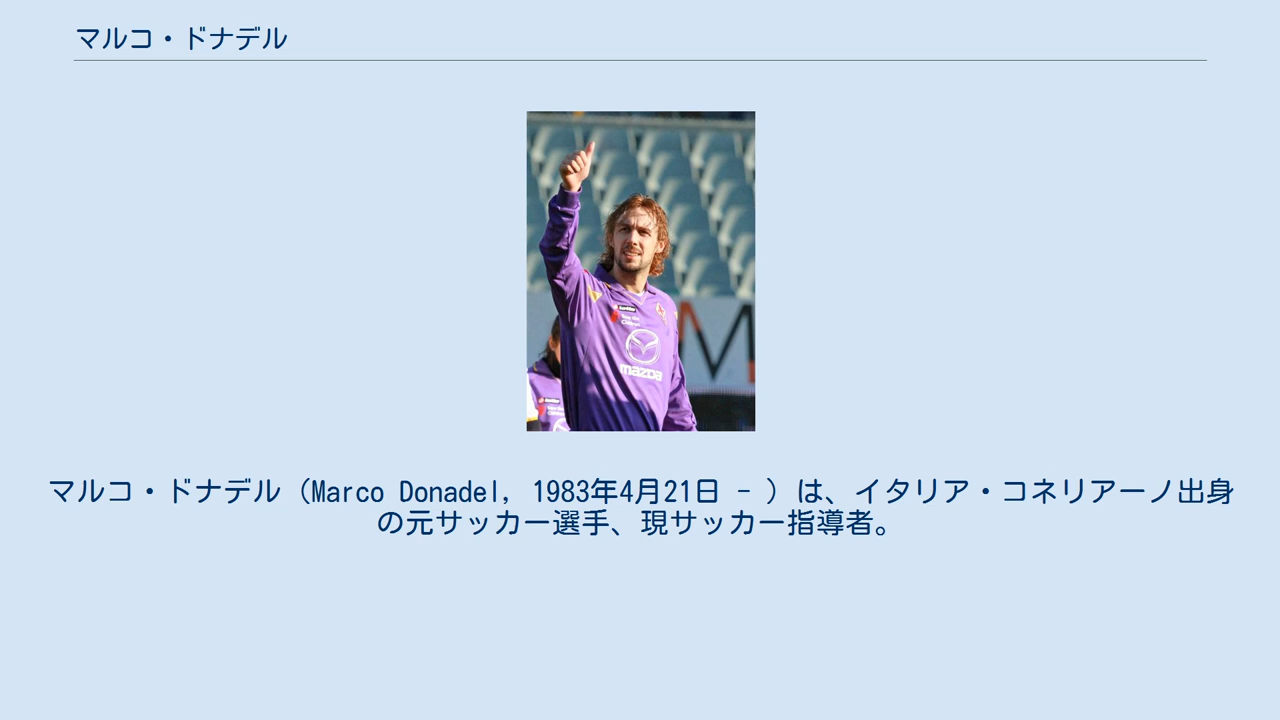 マルコ・ドナデル
M
mazda
マルコ・ドナデル（Marco Donadel, 1983年4月21日 - ）は、イタリア・コネリアーノ出身
の元サッカー選手、現サッカー指導者。